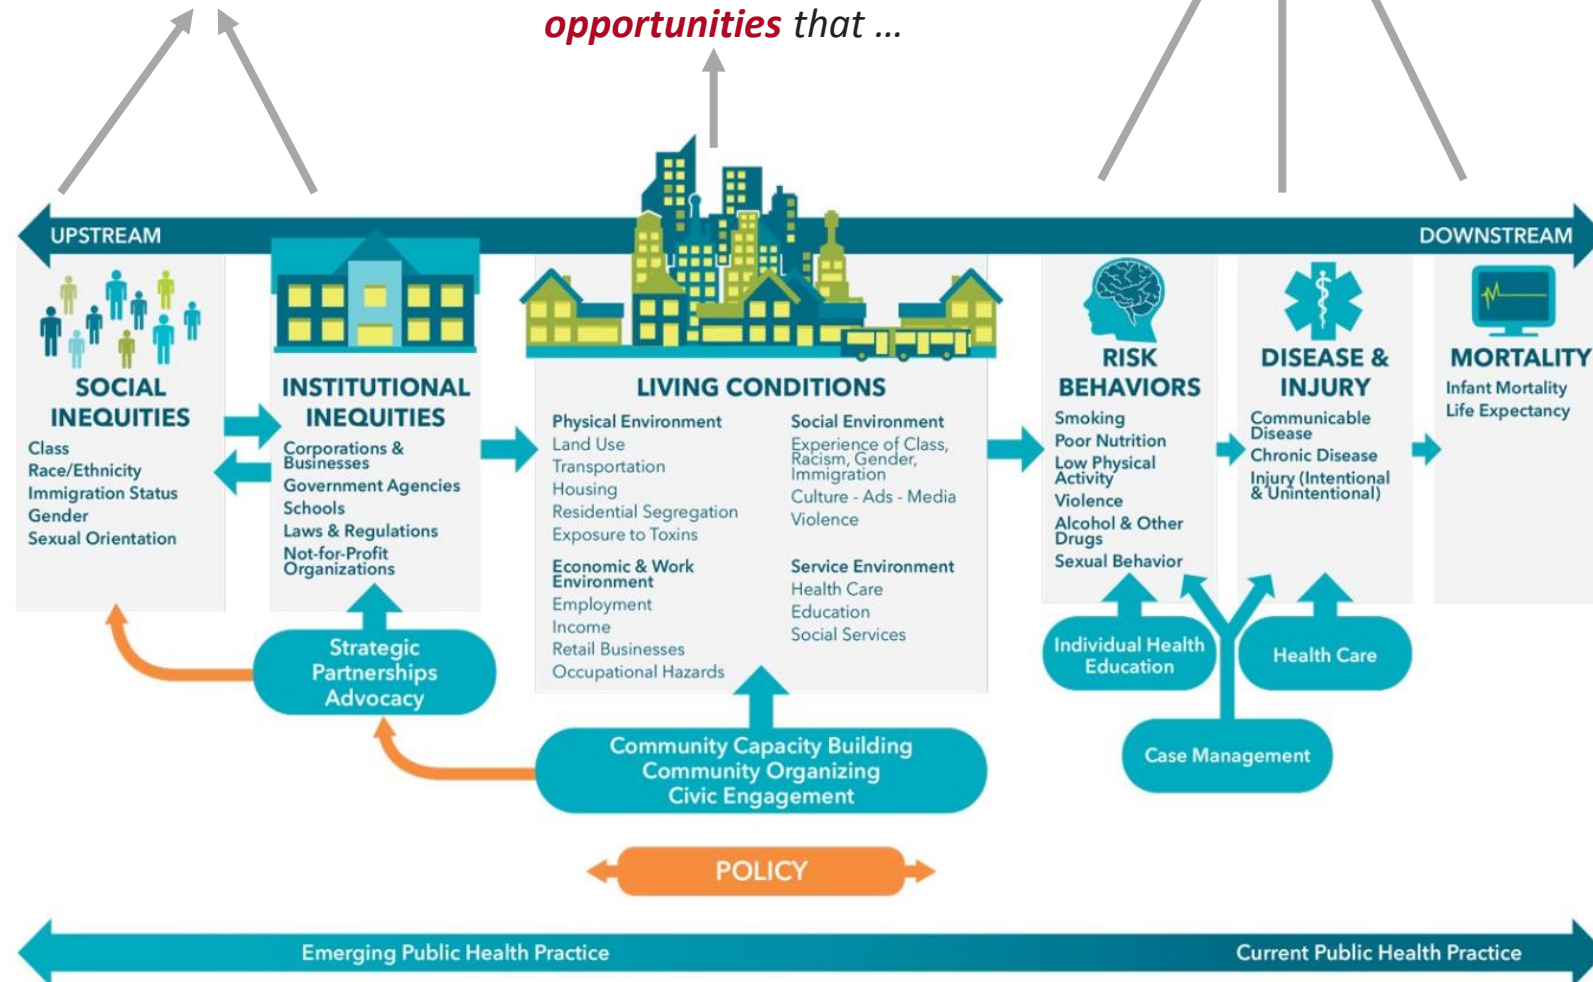 opportunities that ...
UPSTREAM
DOWNSTREAM
SOCIAL
INEQUITIES
Class
Race/Ethnicity
Immigration Status
Gender
Sexual Orientation
INSTITUTIONAL
INEQUITIES
Corporations &
Businesses
Government Agencies
Schools
Laws & Regulations
Not-for-Profit
Organizations
LIVING CONDITIONS
Physical Environment
Land Use
Transportation
Housing
Residential Segregation
Exposure to Toxins
Economic & Work
Environment
Employment
Income
Retail Businesses
Occupational Hazards
Social Environment
Experience of Class,
Racism, Gender,
Immigration
Culture - Ads - Media
Violence
Service Environment
Health Care
Education
Social Services
RISK
BEHAVIORS
Smoking
Poor Nutrition
Low Physical
Activity
Violence
Alcohol & Other
Drugs
Sexual Behavior
DISEASE &
INJURY
Communicable
Disease
Chronic Disease
Injury (Intentional
& Unintentional)
MORTALITY
Infant Mortality
Life Expectancy
Strategic
Partnerships
Advocacy
Community Capacity Building
Community Organizing
Civic Engagement
Individual Health
Education
Health Care
Case Management
POLICY
Emerging Public Health Practice
Current Public Health Practice